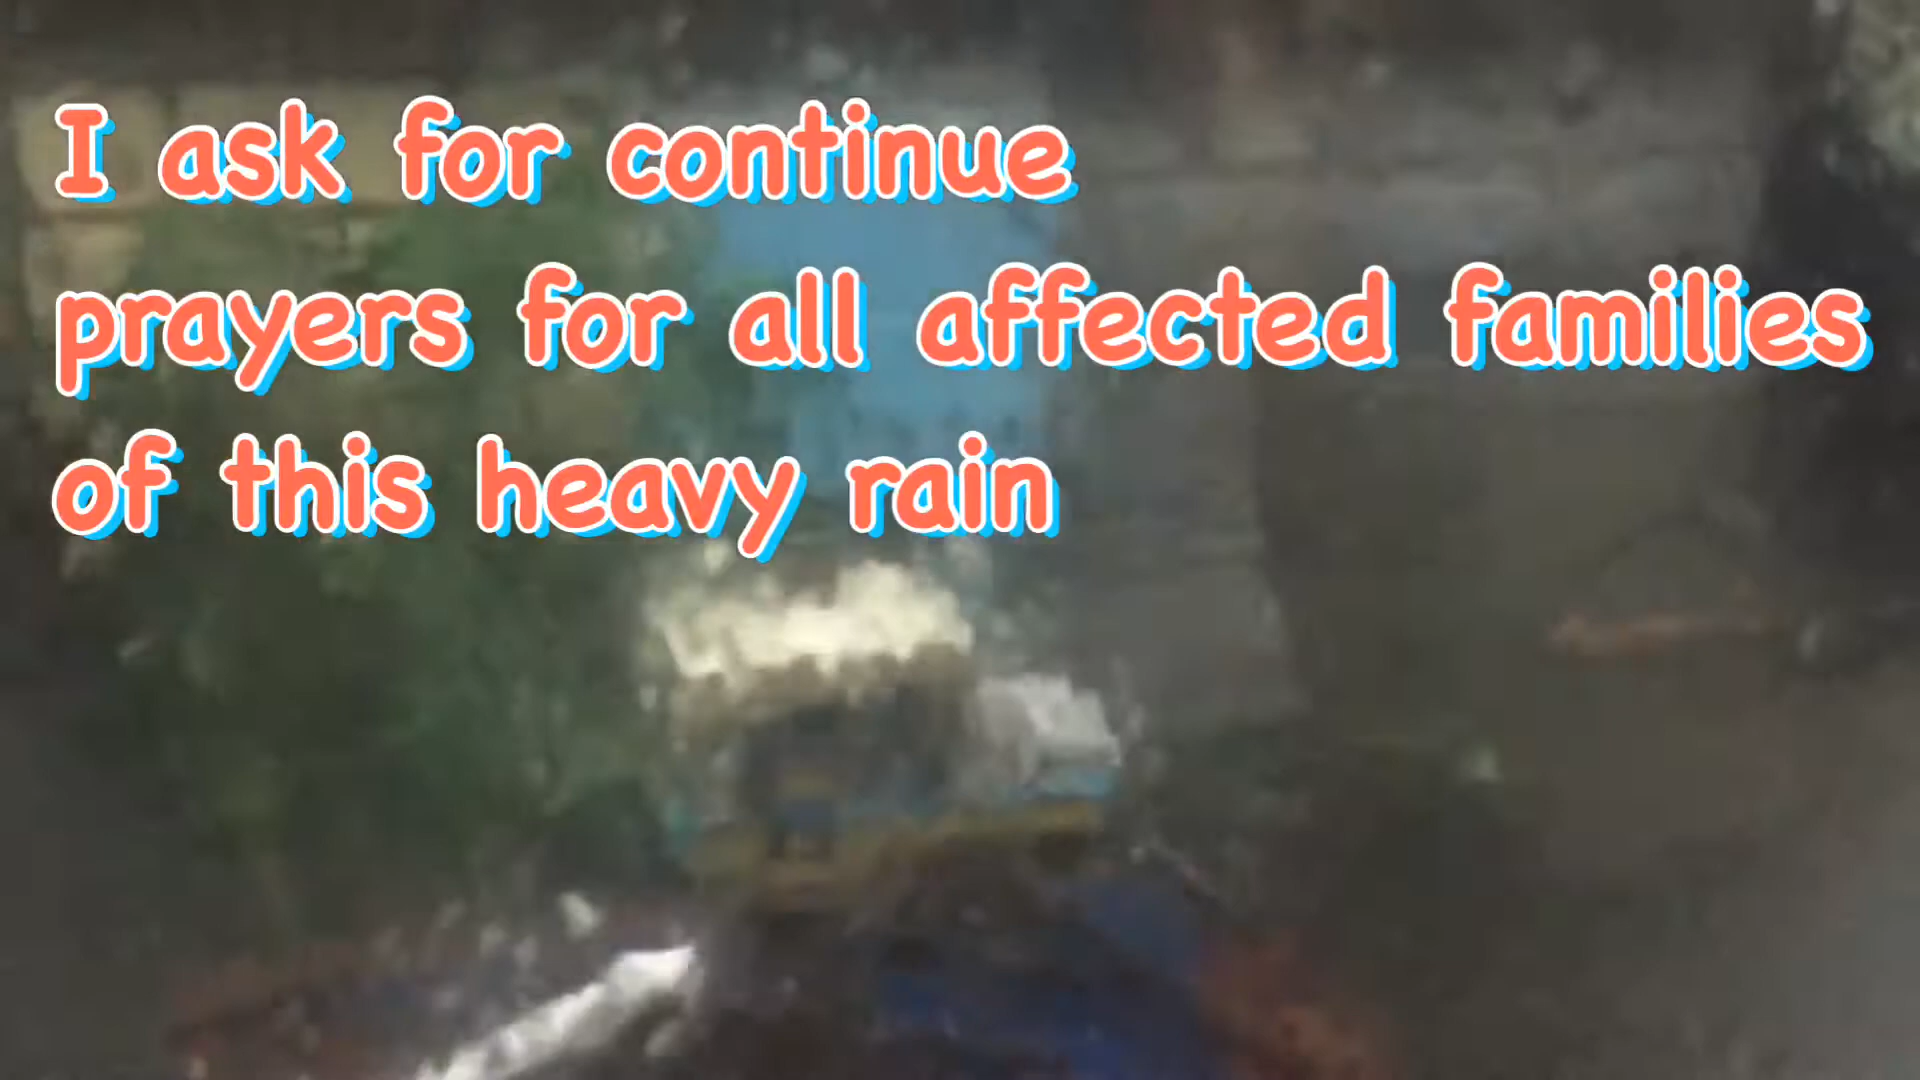 I ask for continue
prayers for all affected families
of this heavy rain